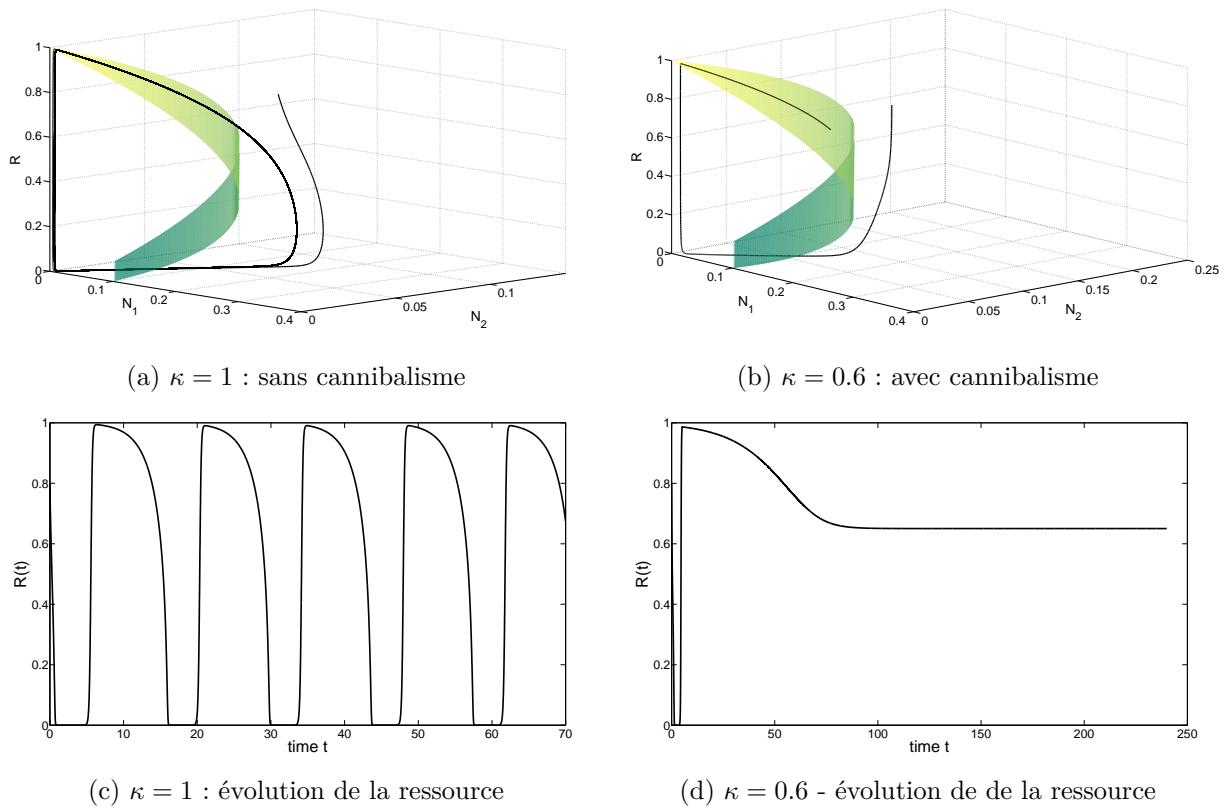 1
0.8
0.6
0.4
0.2
0
R
0
0.1
0.2
0.3
0.4
N1
0
0.05
0.1
N2
(a) κ = 1 : sans cannibalisme
1
0.8
0.6
0.4
0.2
0
R
0
0.1
0.2
0.3
0.4
N1
0
0.05
0.1
0.15
0.2
0.25
N2
(b) κ = 0.6 : avec cannibalisme
1
0.8
0.6
0.4
0.2
0
R(t)
0 10 20 30 40 50 60 70
time t
(c) κ = 1 : évolution de la ressource
1
0.8
0.6
0.4
0.2
0
R(t)
0 50 100 150 200 250
time t
(d) κ = 0.6 - évolution de de la ressource